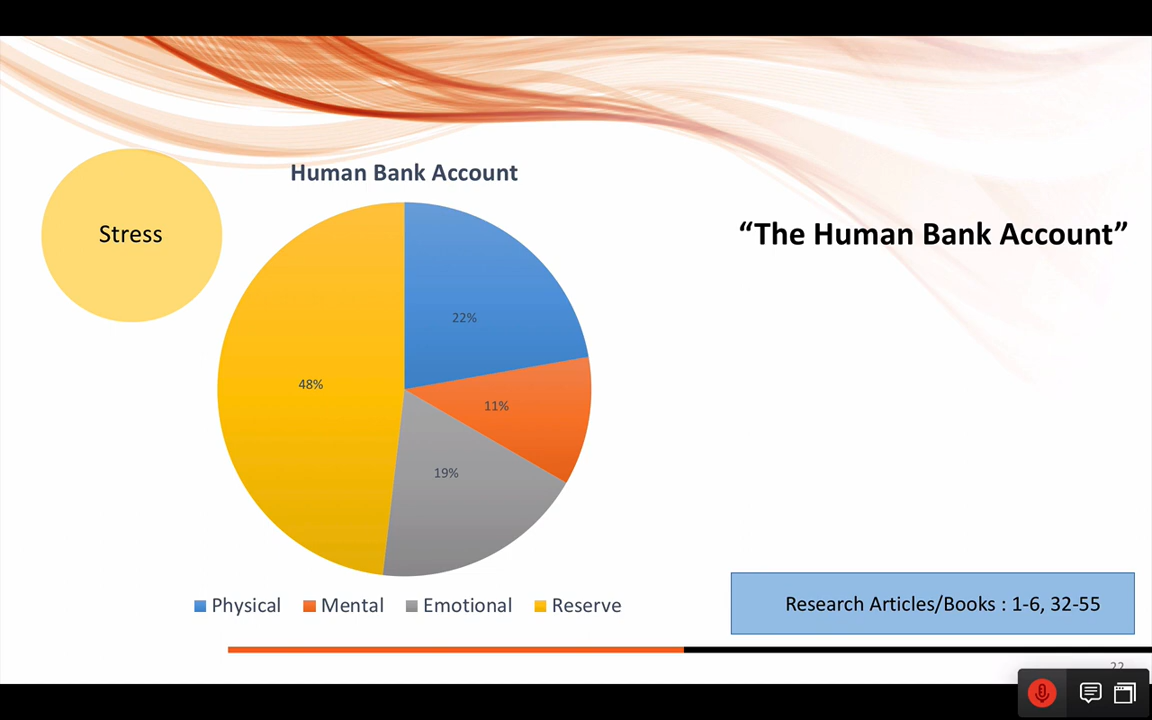 Human Bank Account
Stress
“The Human Bank Account”
22%
48%
11%
19%
Physical Mental Emotional Reserve
Research Articles/Books : 1-6, 32-55
22